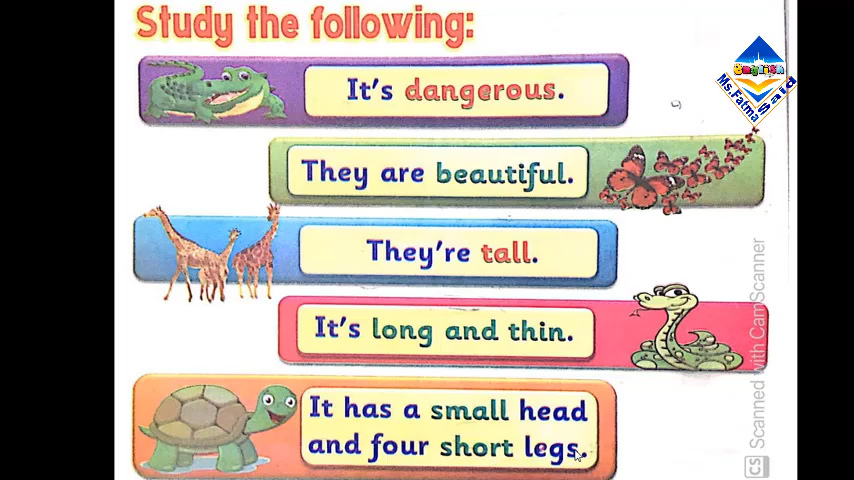 Study the following:
It's dangerous.
They are beautiful.
They're tall.
It's long and thin.
It has a small head
and four short legs.
English
Ms.Fatma Said
CS Scanned with CamScanner